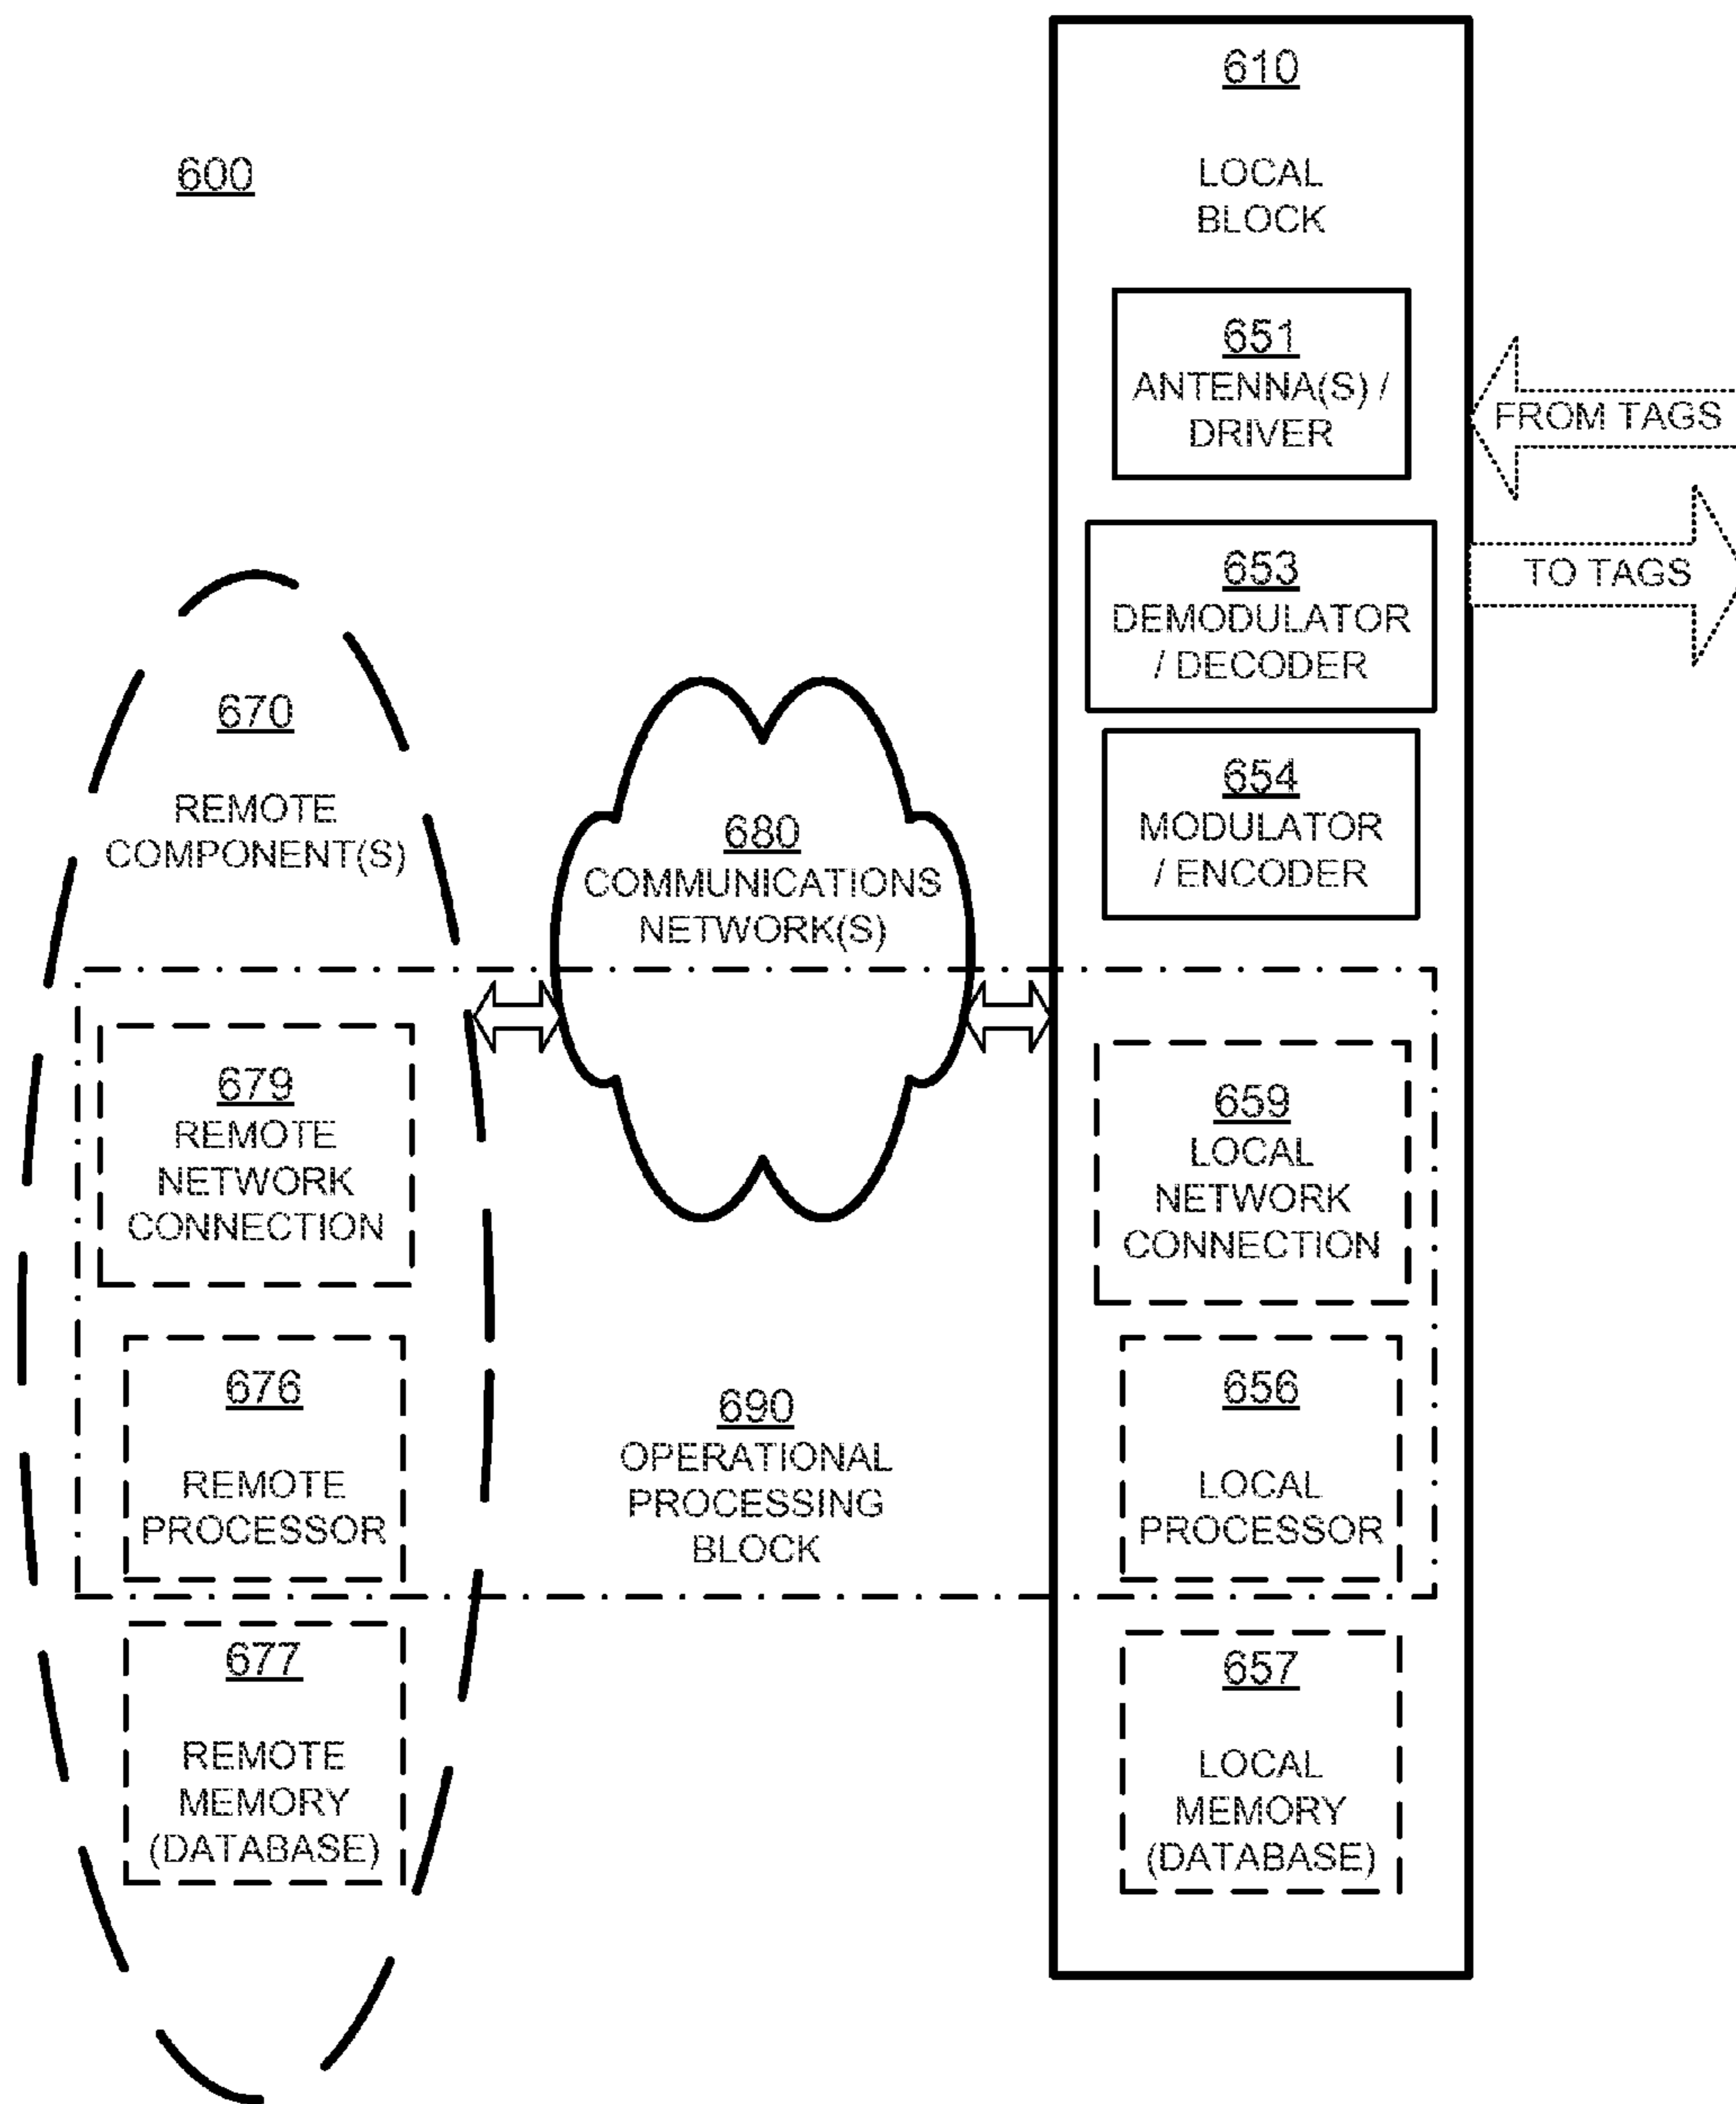 600
610
LOCAL
BLOCK
651
ANTENNA(S) /
DRIVER
FROM TAGS
653
DEMODULATOR
/ DECODER
TO TAGS
654
MODULATOR
/ ENCODER
670
REMOTE
COMPONENT(S)
680
COMMUNICATIONS
NETWORK(S)
679
REMOTE
NETWORK
CONNECTION
659
LOCAL
NETWORK
CONNECTION
676
REMOTE
PROCESSOR
690
OPERATIONAL
PROCESSING
BLOCK
656
LOCAL
PROCESSOR
677
REMOTE
MEMORY
(DATABASE)
657
LOCAL
MEMORY
(DATABASE)